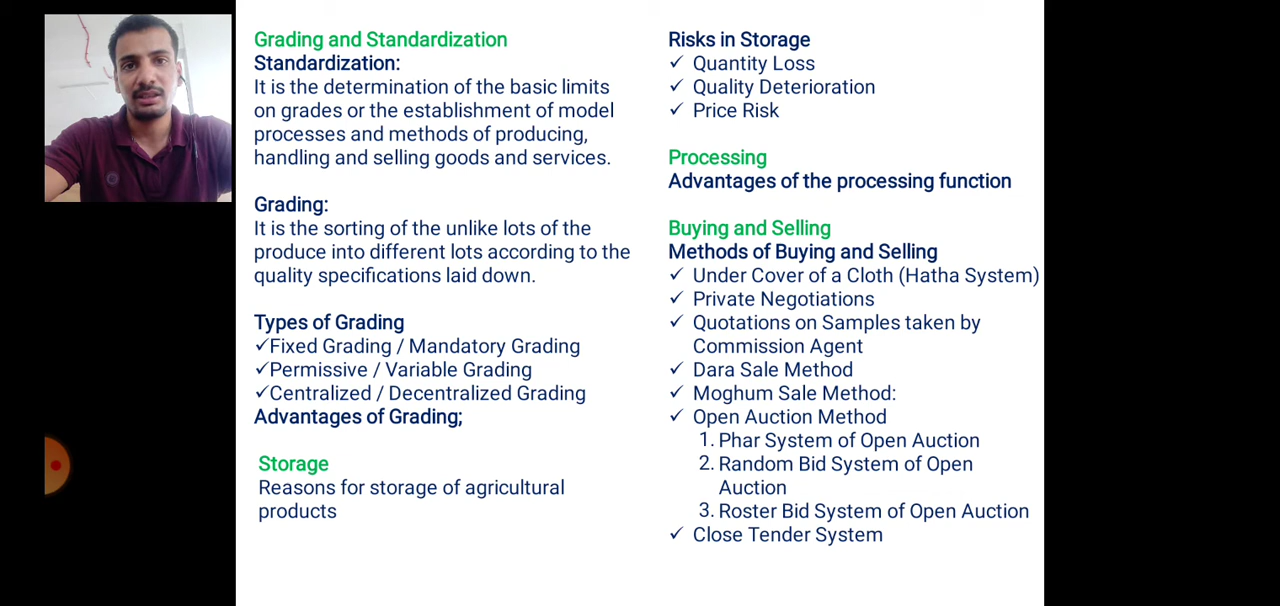 Grading and Standardization
Standardization:
It is the determination of the basic limits
on grades or the establishment of model
processes and methods of producing,
handling and selling goods and services.
Grading:
It is the sorting of the unlike lots of the
produce into different lots according to the
quality specifications laid down.
Types of Grading
✓Fixed Grading / Mandatory Grading
✓Permissive / Variable Grading
✓Centralized / Decentralized Grading
Advantages of Grading;
Storage
Reasons for storage of agricultural
products
Risks in Storage
✓ Quantity Loss
✓ Quality Deterioration
✓ Price Risk
Processing
Advantages of the processing function
Buying and Selling
Methods of Buying and Selling
✓ Under Cover of a Cloth (Hatha System)
✓ Private Negotiations
✓ Quotations on Samples taken by
Commission Agent
✓ Dara Sale Method
✓ Moghum Sale Method:
✓ Open Auction Method
1. Phar System of Open Auction
2. Random Bid System of Open
Auction
3. Roster Bid System of Open Auction
✓ Close Tender System